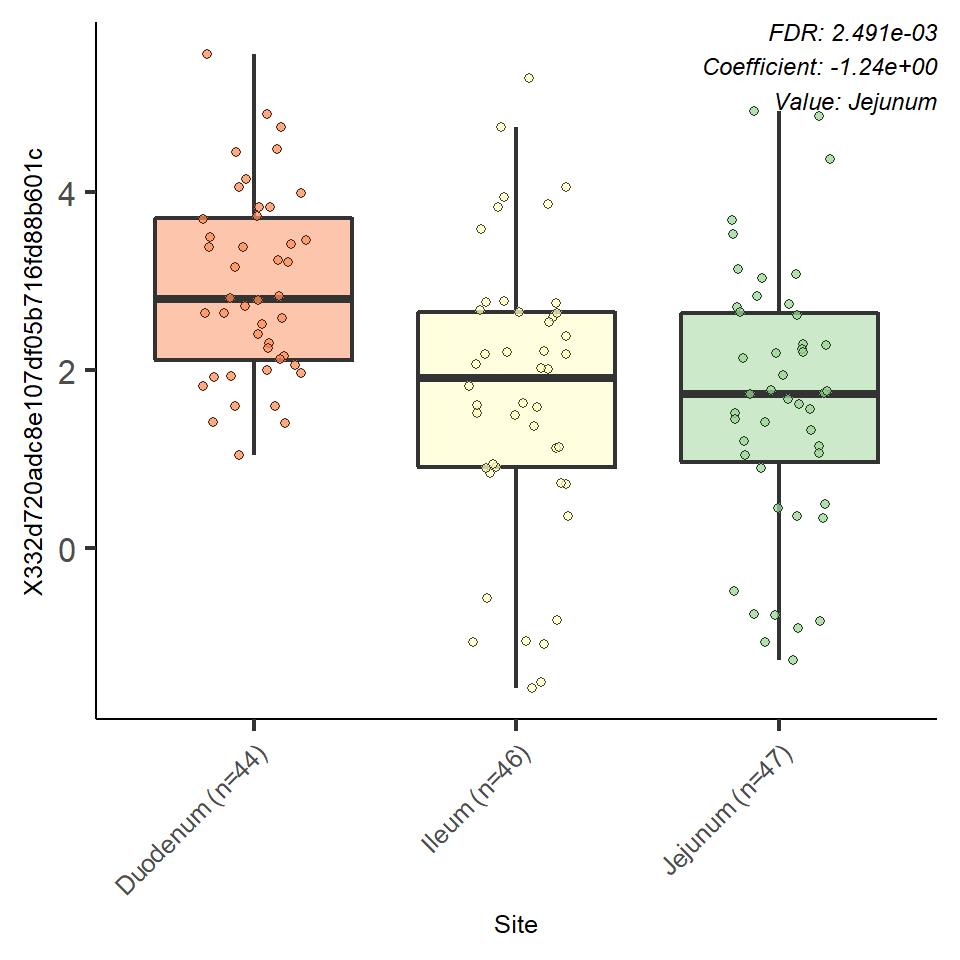 FDR: 2.491e-03
Coefficient: -1.24e+00
Value: Jejunum
X332d720adc8e107df05b716fd88b601c
4
2
0
Duodenum (n=44)
Ileum (n=46)
Jejunum (n=47)
Site